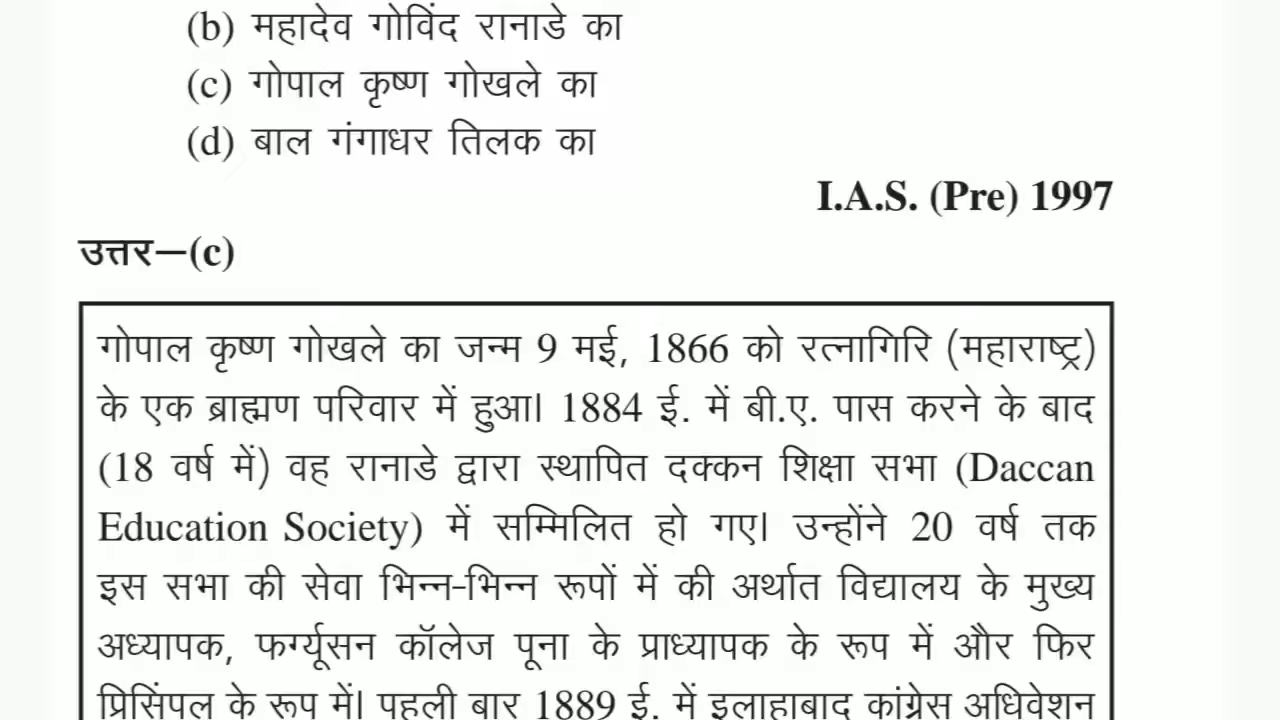 (b) महादेव गोविंद रानाडे का
(c) गोपाल कृष्ण गोखले का
(d) बाल गंगाधर तिलक का
I.A.S. (Pre) 1997
उत्तर–(c)
गोपाल कृष्ण गोखले का जन्म 9 मई, 1866 को रत्नागिरि (महाराष्ट्र)
के एक ब्राह्मण परिवार में हुआ। 1884 ई. में बी.ए. पास करने के बाद
(18 वर्ष में) वह रानाडे द्वारा स्थापित दक्कन शिक्षा सभा (Daccan
Education Society) में सम्मिलित हो गए। उन्होंने 20 वर्ष तक
इस सभा की सेवा भिन्न-भिन्न रूपों में की अर्थात विद्यालय के मुख्य
अध्यापक, फर्ग्यूसन कॉलेज पूना के प्राध्यापक के रूप में और फिर
प्रिसिंपल के रूप में। पहली बार 1889 ई. में इलाहाबाद कांग्रेस अधिवेशन